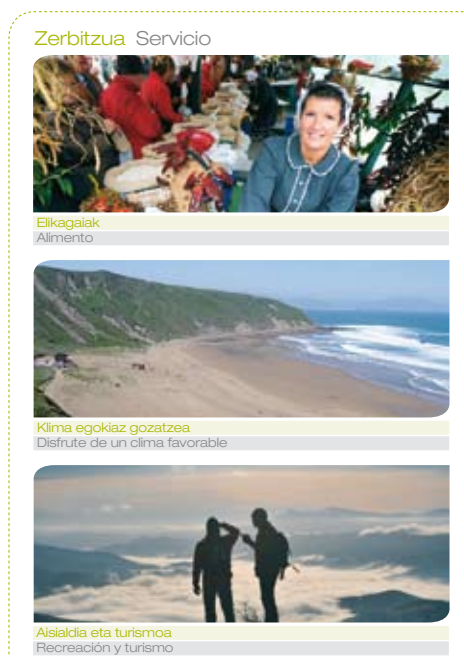 Zerbitzua Servicio
Elikagaiak
Alimento
Klima egokiaz gozatzea
Disfrute de un clima favorable
Aisialdia eta turismoa
Recreación y turismo